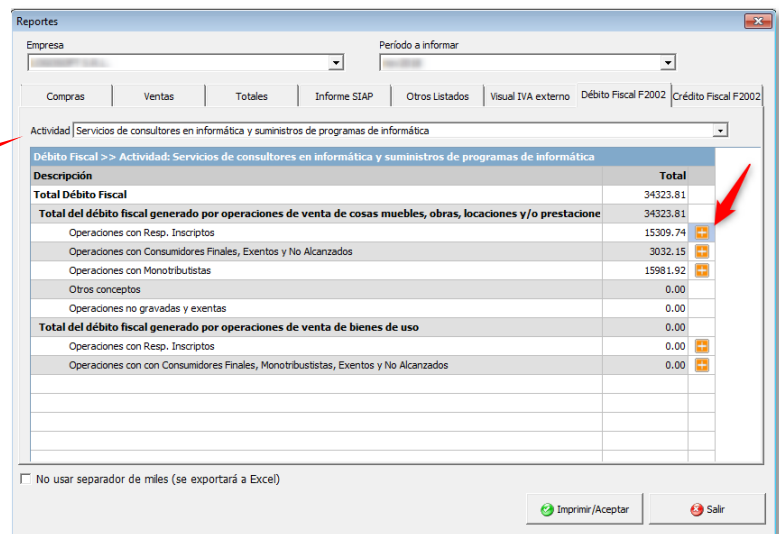 Reportes
Empresa Período a informar
Compras Ventas Totales Informe SIAP Otros Listados Visual IVA externo Débito Fiscal F2002 Crédito Fiscal F2002
Actividad Servicios de consultores en informática y suministros de programas de informática
Débito Fiscal >> Actividad: Servicios de consultores en informática y suministros de programas de informática
Descripción Total
Total Débito Fiscal 34323.81
Total del débito fiscal generado por operaciones de venta de cosas muebles, obras, locaciones y/o prestacione 34323.81
Operaciones con Resp. Inscriptos 15309.74
Operaciones con Consumidores Finales, Exentos y No Alcanzados 3032.15
Operaciones con Monotributistas 15981.92
Otros conceptos 0.00
Operaciones no gravadas y exentas 0.00
Total del débito fiscal generado por operaciones de venta de bienes de uso 0.00
Operaciones con Resp. Inscriptos 0.00
Operaciones con con Consumidores Finales, Monotribustistas, Exentos y No Alcanzados 0.00
No usar separador de miles (se exportará a Excel)
Imprimir/Aceptar Salir